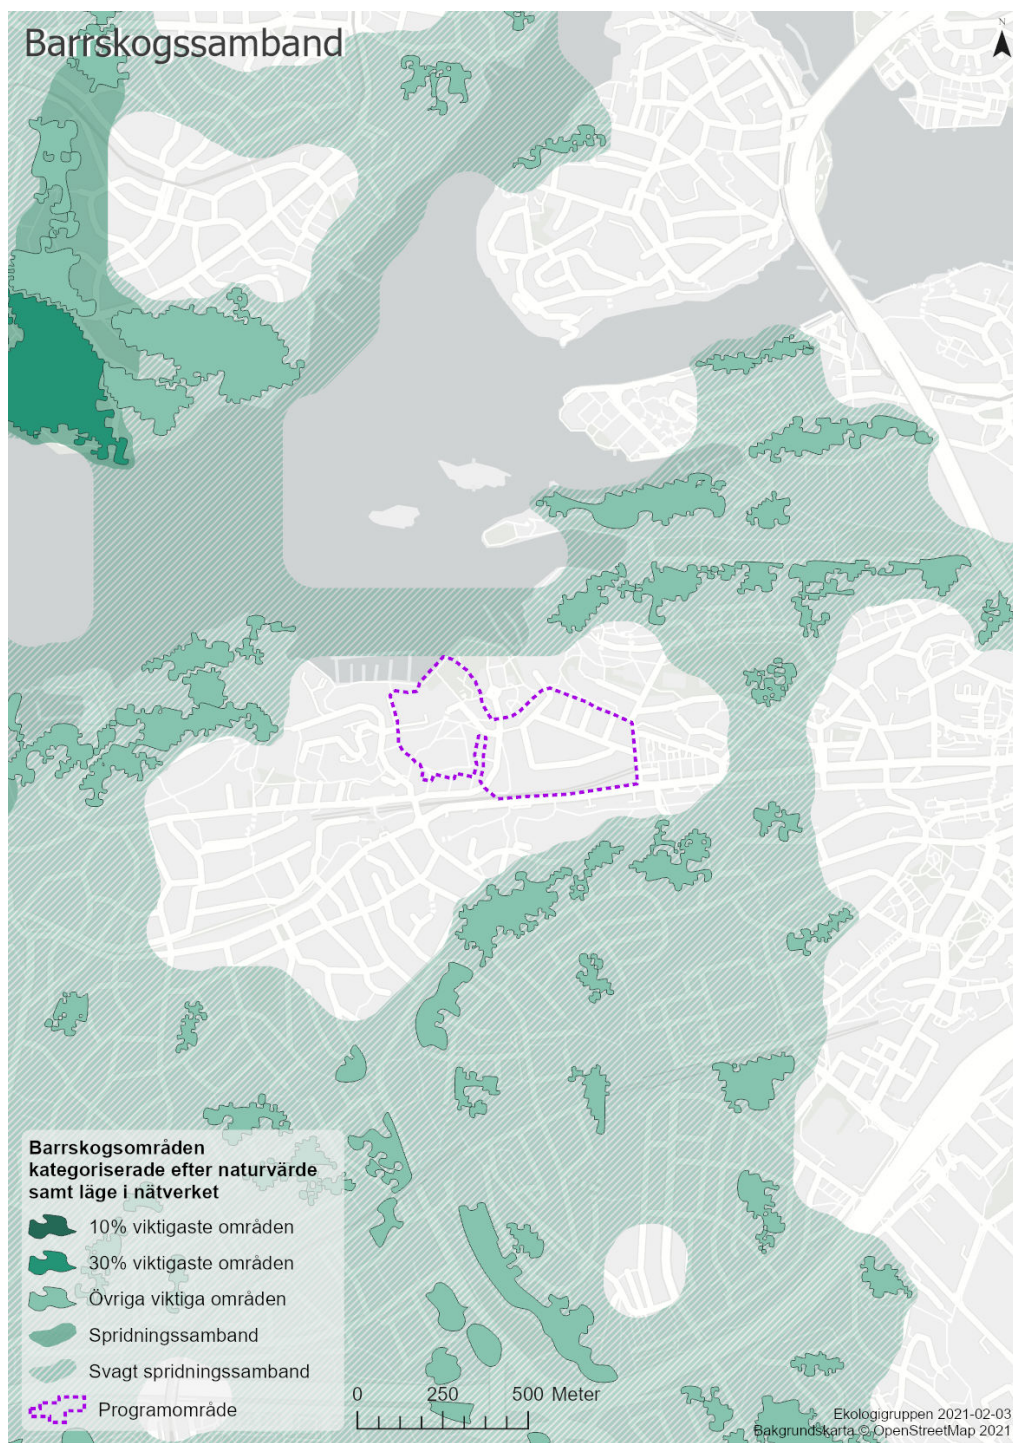 Barrskogssamband
N
Barrskogsområden
kategoriserade efter naturvärde
samt läge i nätverket
10% viktigaste områden
30% viktigaste områden
Övriga viktiga områden
Spridningssamband
Svagt spridningssamband
Programområde
0 250 500 Meter
Ekologigruppen 2021-02-03
Bakgrundskarta © OpenStreetMap 2021